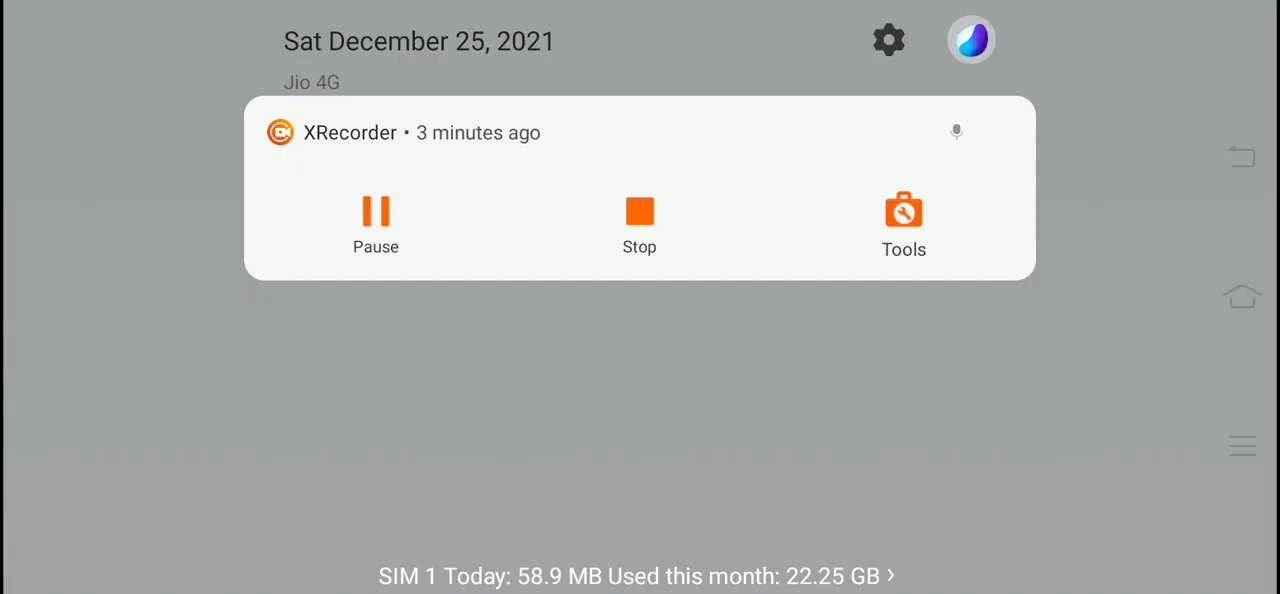 Sat December 25, 2021
Jio 4G
XRecorder • 3 minutes ago
Pause
Stop
Tools
SIM 1 Today: 58.9 MB Used this month: 22.25 GB ›